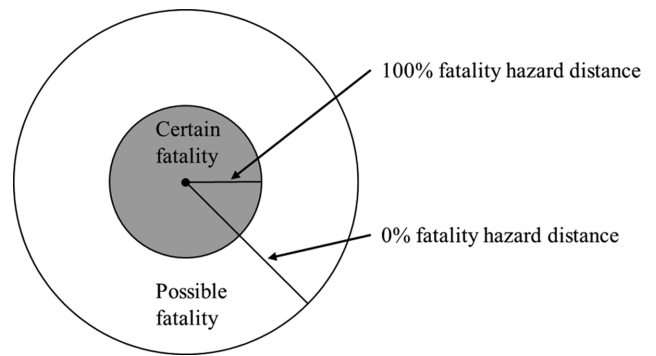 100% fatality hazard distance
Certain
fatality
0% fatality hazard distance
Possible
fatality